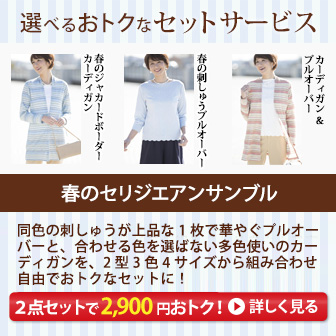 選べるおトクなセットサービス
春のジャカードボーダー
カーディガン
春の刺しゅうプルオーバー
カーディガン&
プルオーバー
春のセリジエアンサンブル
同色の刺しゅうが上品な1枚で華やぐプルオー
バーと、合わせる色を選ばない多色使いのカー
ディガンを、2型3色4サイズから組み合わせ
自由でおトクなセットに！
2点セットで2,900円おトク！
詳しく見る